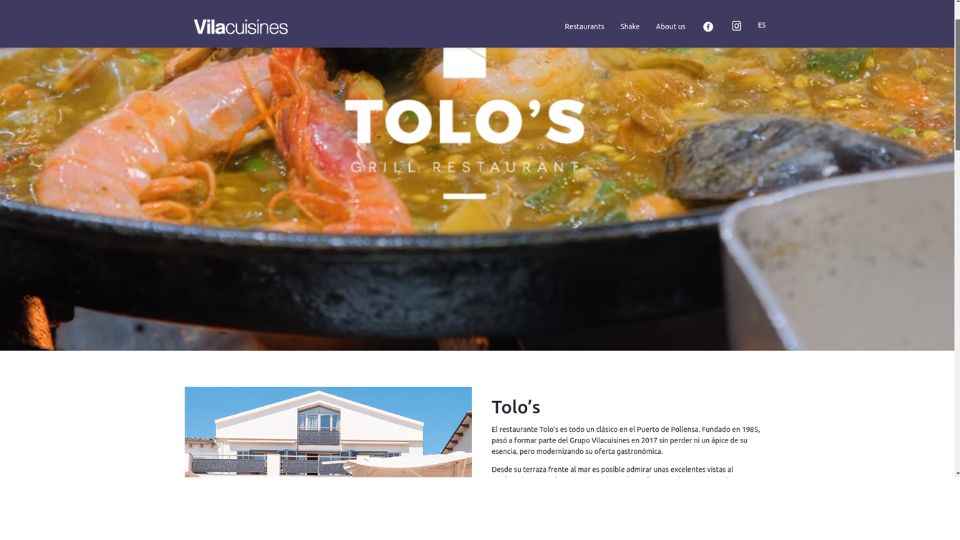 Vilacuisines
Restaurants Shake About us ES
TOLO'S
GRILL RESTAURANT
Tolo's
El restaurante Tolo's es todo un clásico en el Puerto de Pollensa. Fundado en 1985,
pasó a formar parte del Grupo Vilacuisines en 2017 sin perder ni un ápice de su
esencia, pero modernizando su oferta gastronómica.
Desde su terraza frente al mar es posible admirar unas excelentes vistas al